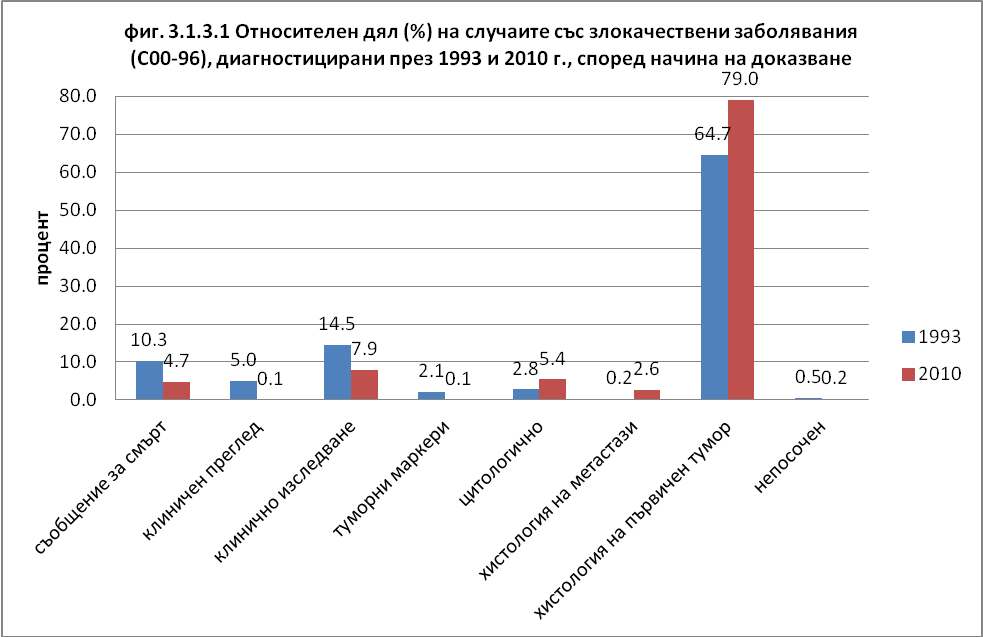 фиг. 3.1.3.1 Относителен дял (%) на случаите със злокачествени заболявания
(С00-96), диагностицирани през 1993 и 2010 г., според начина на доказване
процент
80.0
70.0
60.0
50.0
40.0
30.0
20.0
10.0
0.0
10.3
4.7
5.0
0.1
14.5
7.9
2.1
0.1
2.8
5.4
0.2
2.6
64.7
79.0
0.5
0.2
съобщение за смърт
клиничен преглед
клинично изследване
туморни маркери
цитологично
хистология на метастази
хистология на първичен тумор
непосочен
1993
2010